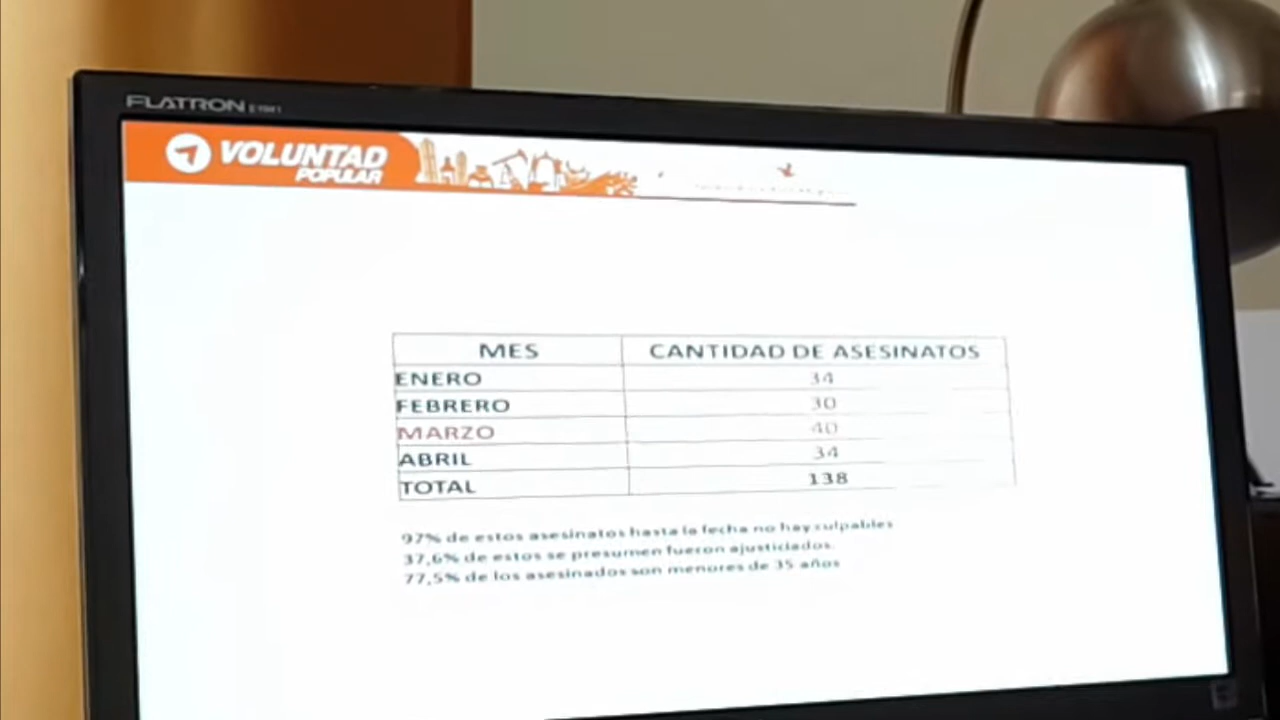 FLATRON
VOLUNTAD
POPULAR
MES CANTIDAD DE ASESINATOS
ENERO 34
FEBRERO 30
MARZO 40
ABRIL 34
TOTAL 138
97% de estos asesinatos hasta la fecha no hay culpables
37,6% de estos se presumen fueron ajusticiados.
77,5% de los asesinados son menores de 35 años